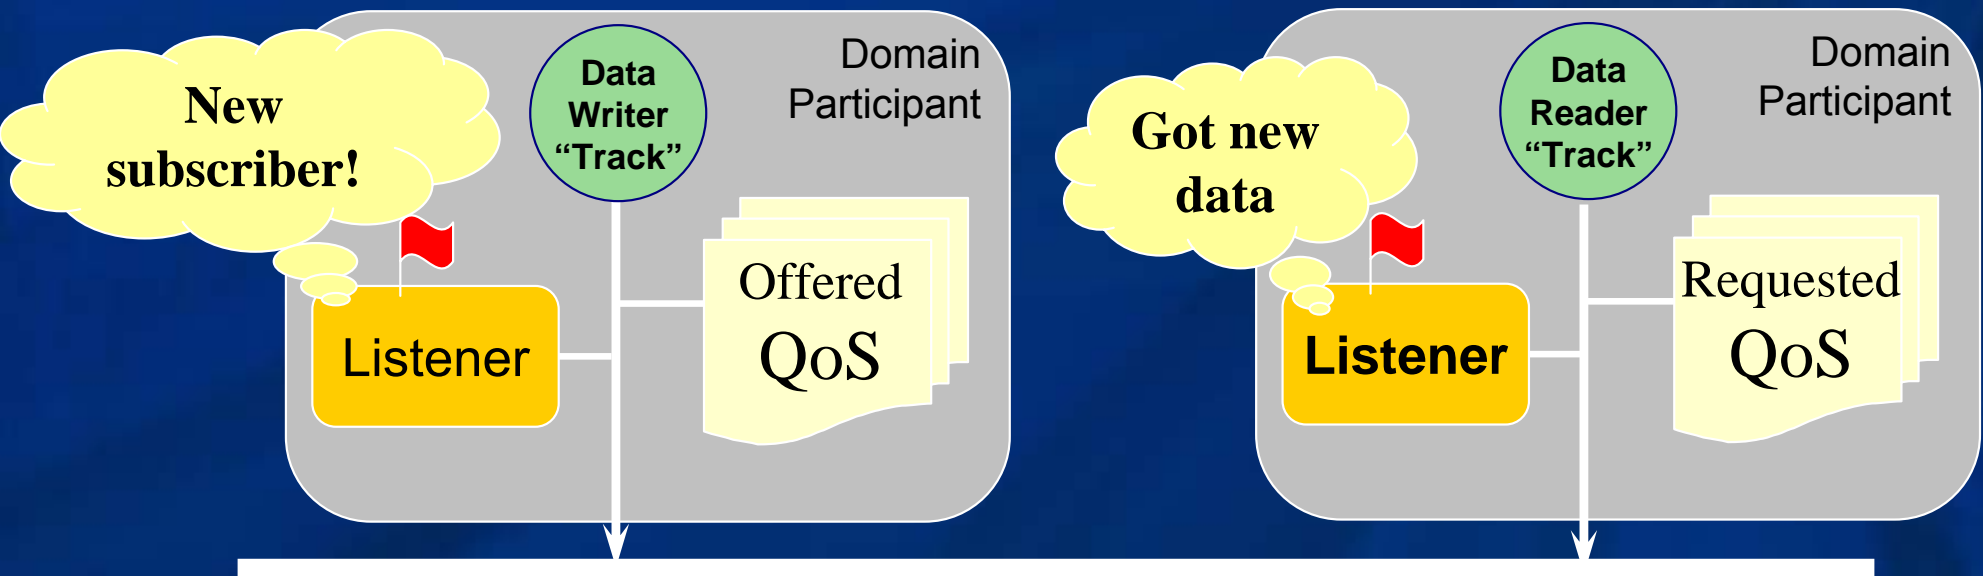 New
subscriber!
Data
Writer
“Track”
Domain
Participant
Listener
Offered
QoS
Got new
data
Data
Reader
“Track”
Domain
Participant
Listener
Requested
QoS